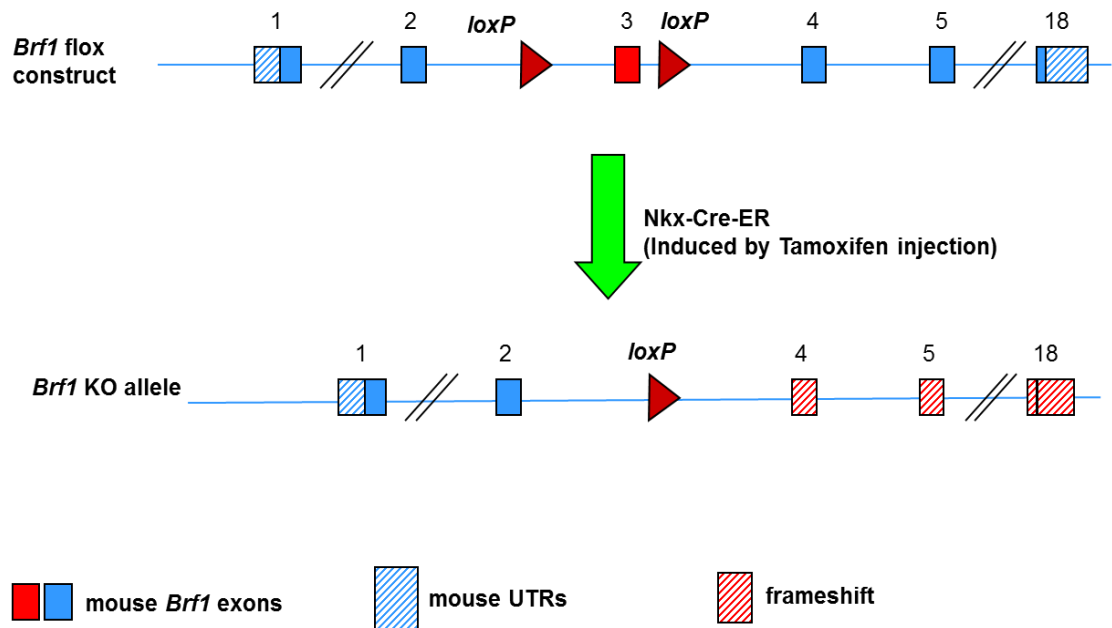 1 2 loxP 3 loxP 4 5 18
Brf1 flox
construct
Nkx-Cre-ER
(Induced by Tamoxifen injection)
1 2 loxP 4 5 18
Brf1 KO allele
mouse Brf1 exons
mouse UTRs
frameshift